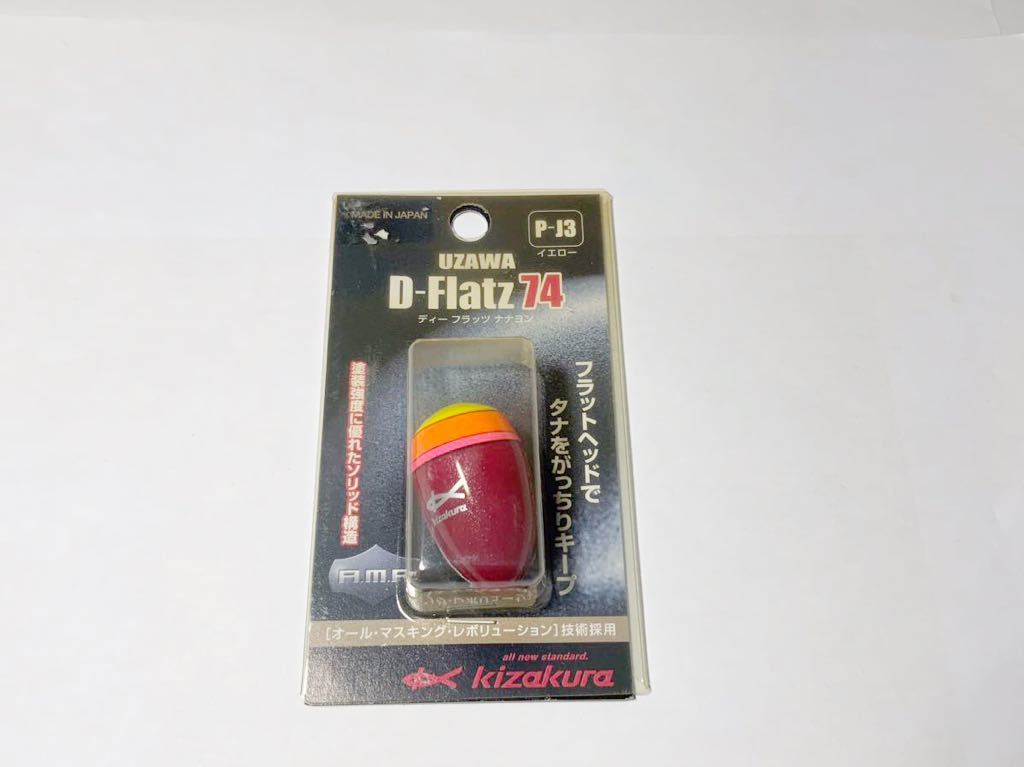 MADE IN JAPAN
P-J3
イエロー
UZAWA
D-Flatz 74
ディー フラッツ ナナヨン
フラットヘッドで
タナをがっちりキープ
塗装強度に優れたソリッド構造
kizakura
A.M.R
[オール・マスキング・レボリューション]技術採用
all new standard.
kizakura